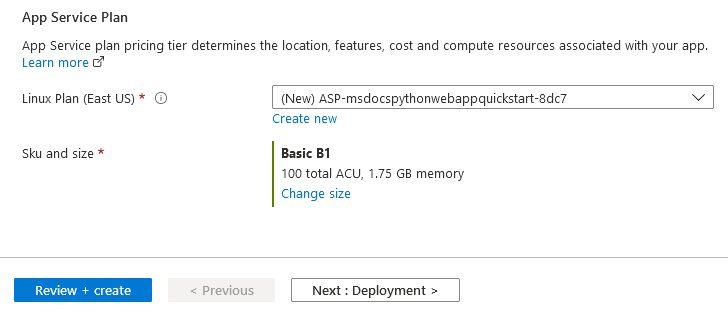 App Service Plan
App Service plan pricing tier determines the location, features, cost and compute resources associated with your app.
Learn more
Linux Plan (East US) *
(New) ASP-msdocspythonwebappquickstart-8dc7
Create new
Sku and size *
Basic B1
100 total ACU, 1.75 GB memory
Change size
Review + create
< Previous
Next : Deployment >